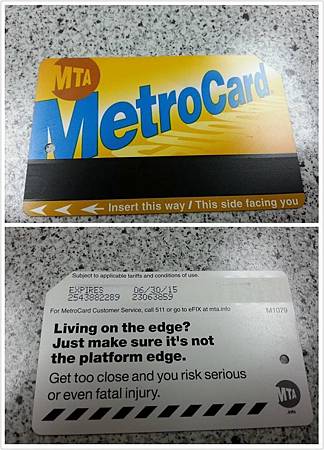 MTA
MetroCard
Insert this way / This side facing you
Subject to applicable tariffs and conditions of use.
EXPIRES 06/30/15
2543882289 23063859
For MetroCard Customer Service, call 511 or go to eFIX at mta.info M1079
Living on the edge?
Just make sure it's not
the platform edge.
Get too close and you risk serious
or even fatal injury.
MTA
.info